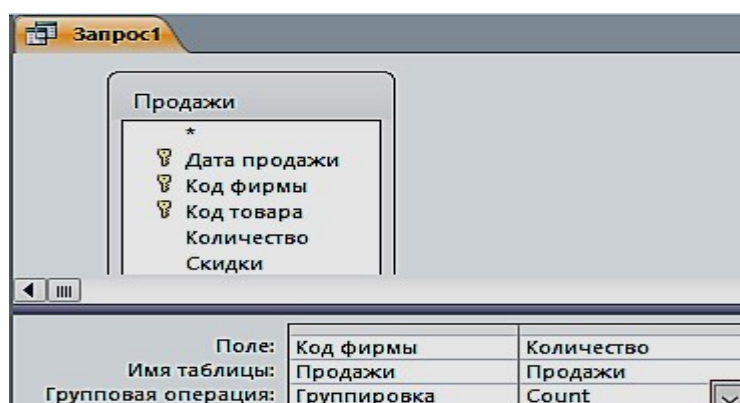 Запрос1
Продажи
*
Дата продажи
Код фирмы
Код товара
Количество
Скидки
Поле: Код фирмы Количество
Имя таблицы: Продажи Продажи
Групповая операция: Группировка Count